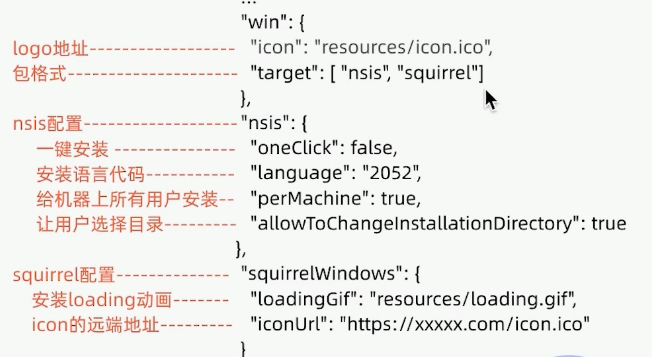 ...
"win": {
logo地址----------------- "icon": "resources/icon.ico",
包格式-------------------- "target": [ "nsis", "squirrel"]
},
nsis配置------------------"nsis": {
一键安装 -------------- "oneClick": false,
安装语言代码---------- "language": "2052",
给机器上所有用户安装-- "perMachine": true,
让用户选择目录-------- "allowToChangeInstallationDirectory": true
},
squirrel配置-------------- "squirrelWindows": {
安装loading动画------- "loadingGif": "resources/loading.gif",
icon的远端地址-------- "iconUrl": "https://xxxxx.com/icon.ico"
}